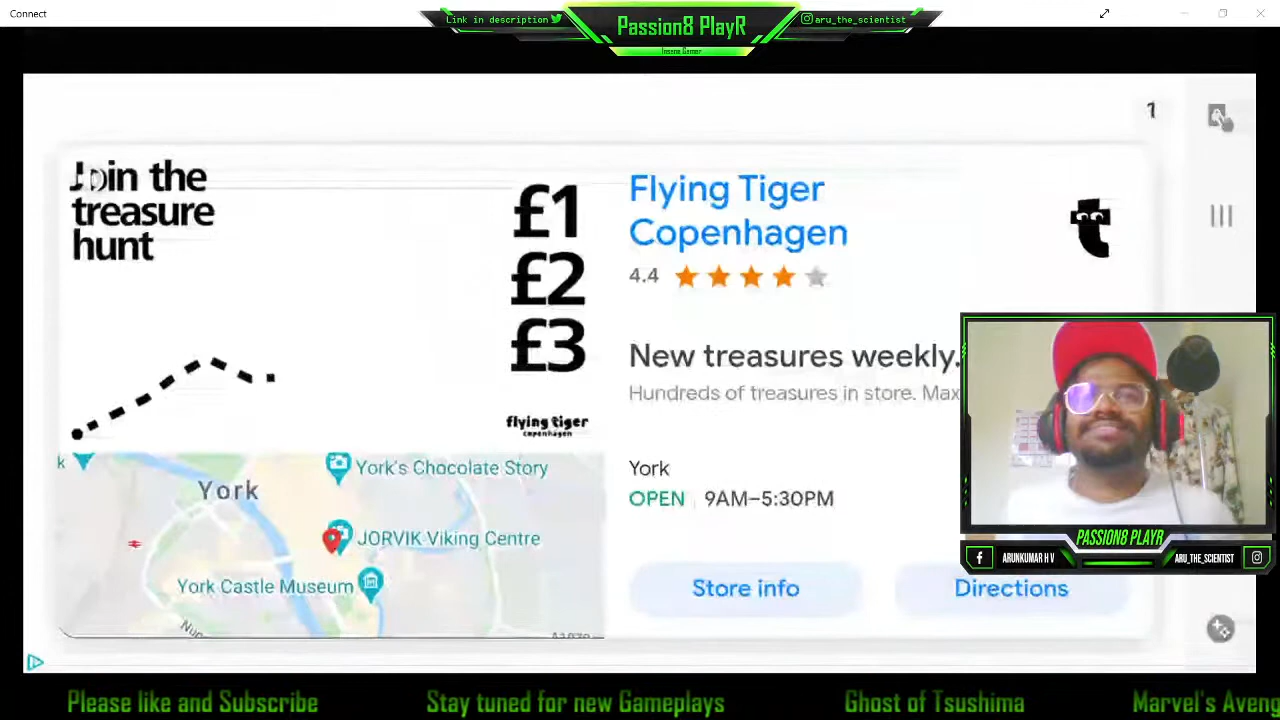 Connect
Link in description
Passion8 PlayR
aru_the_scientist
Insane Gamer
1
Join the
treasure
hunt
£1
£2
£3
flying tiger
copenhagen
Flying Tiger
Copenhagen
4.4
New treasures weekly.
Hundreds of treasures in store. Max
York
OPEN 9AM–5:30PM
Store info
Directions
k
York
York's Chocolate Story
JORVIK Viking Centre
York Castle Museum
PASSION8 PLAYR
ARUNKUMAR H V
ARU_THE_SCIENTIST
Please like and Subscribe
Stay tuned for new Gameplays
Ghost of Tsushima
Marvel's Aveng